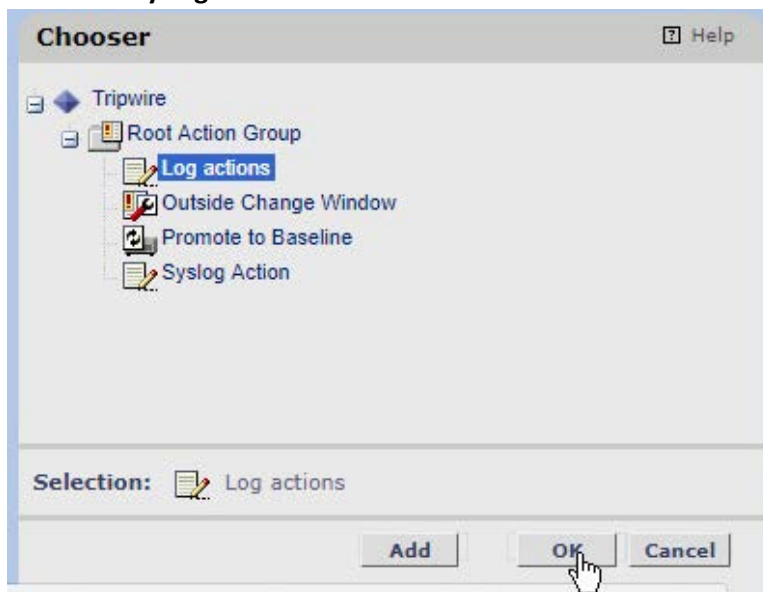 Chooser ? Help
Tripwire
Root Action Group
Log actions
Outside Change Window
Promote to Baseline
Syslog Action
Selection: Log actions
Add OK Cancel